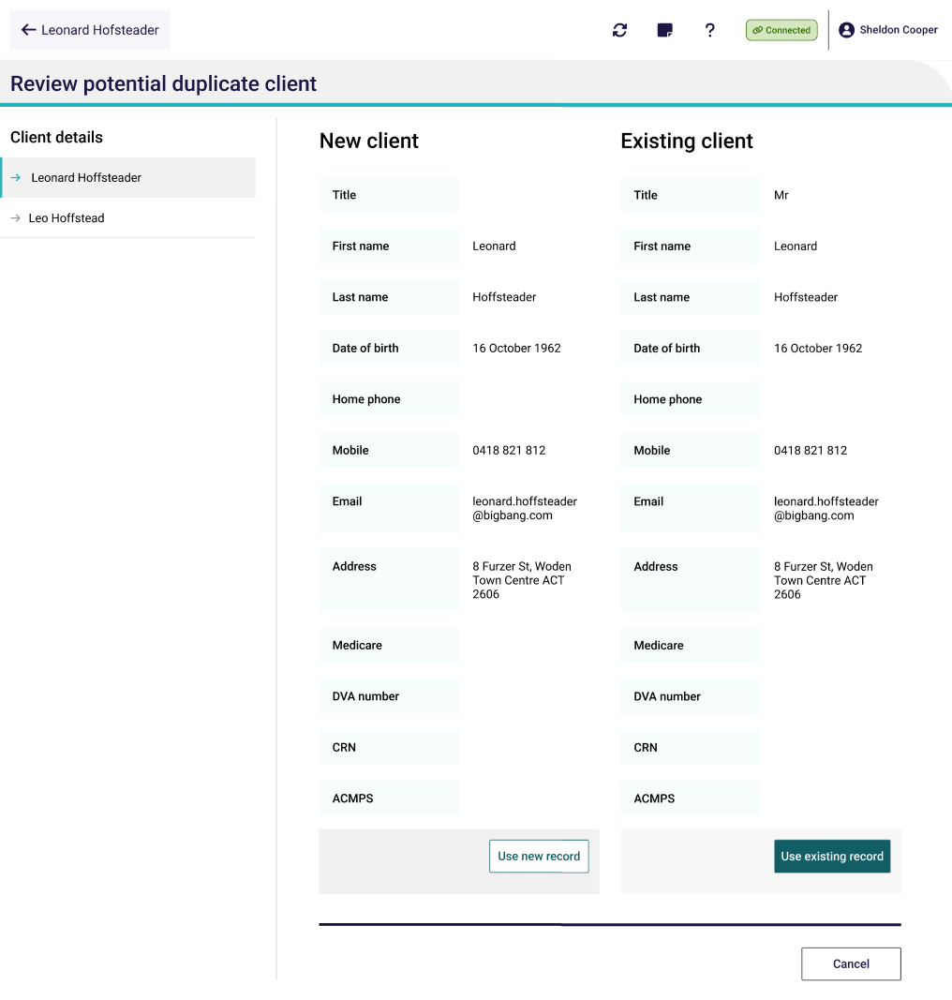 Leonard Hofsteader
?
Connected
Sheldon Cooper
Review potential duplicate client
Client details
Leonard Hoffsteader
Leo Hoffstead
New client
Title
First name Leonard
Last name Hoffsteader
Date of birth 16 October 1962
Home phone
Mobile 0418 821 812
Email leonard.hoffsteader
@bigbang.com
Address 8 Furzer St, Woden
Town Centre ACT
2606
Medicare
DVA number
CRN
ACMPS
Use new record
Existing client
Title Mr
First name Leonard
Last name Hoffsteader
Date of birth 16 October 1962
Home phone
Mobile 0418 821 812
Email leonard.hoffsteader
@bigbang.com
Address 8 Furzer St, Woden
Town Centre ACT
2606
Medicare
DVA number
CRN
ACMPS
Use existing record
Cancel